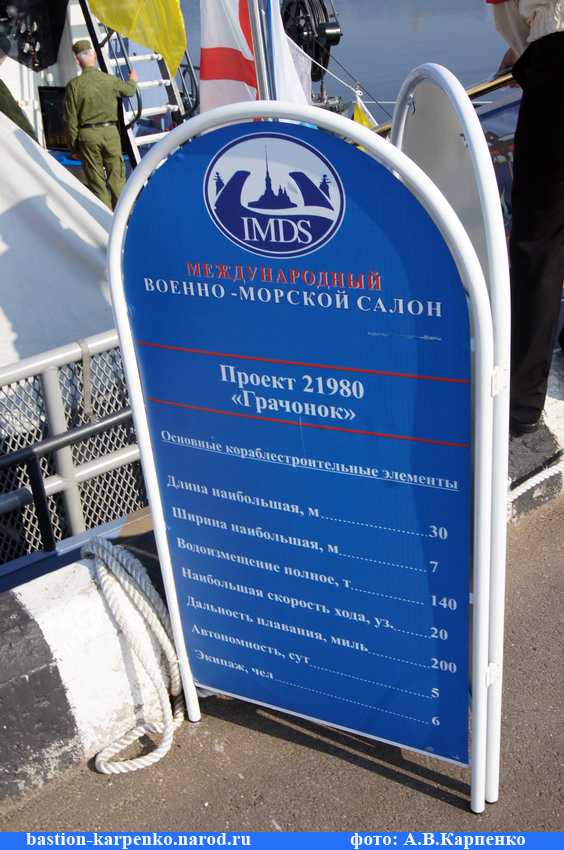 IMDS
МЕЖДУНАРОДНЫЙ
ВОЕННО-МОРСКОЙ САЛОН
Проект 21980
«Грачонок»
Основные кораблестроительные элементы
Длина наибольшая, м 30
Ширина наибольшая, м 7
Водоизмещение полное, т 140
Наибольшая скорость хода, уз. 20
Дальность плавания, миль 200
Автономность, сут 5
Экипаж, чел 6
bastion-karpenko.narod.ru фото: А.В.Карпенко